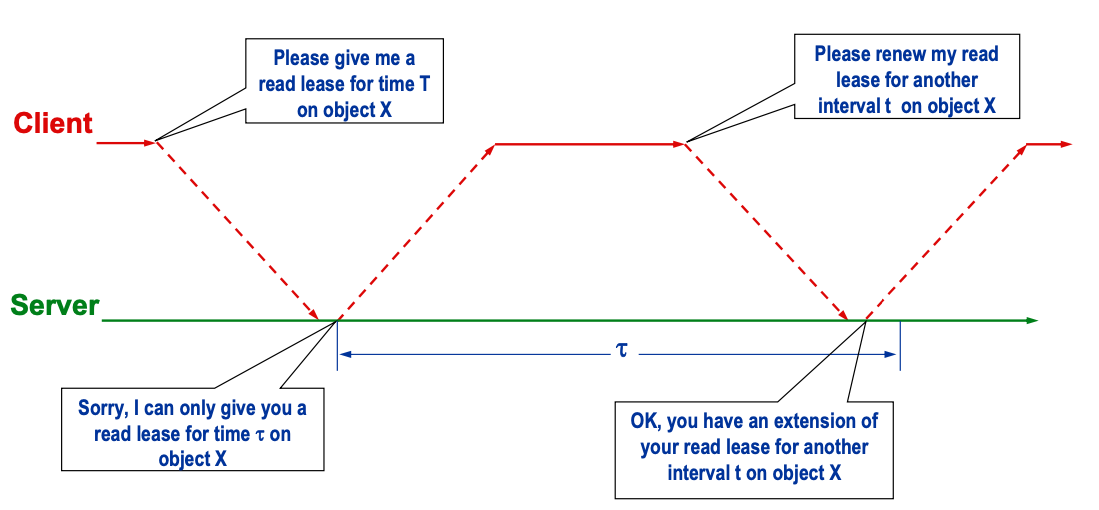 Please give me a
read lease for time T
on object X
Please renew my read
lease for another
interval t on object X
Client
Server
τ
Sorry, I can only give you a
read lease for time τ on
object X
OK, you have an extension of
your read lease for another
interval t on object X